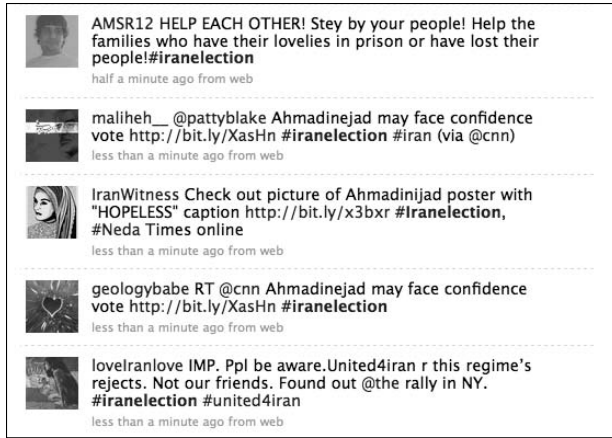 AMSR12 HELP EACH OTHER! Stey by your people! Help the
families who have their lovelies in prison or have lost their
people!#iranelection
half a minute ago from web
maliheh__ @pattyblake Ahmadinejad may face confidence
vote http://bit.ly/XasHn #iranelection #iran (via @cnn)
less than a minute ago from web
IranWitness Check out picture of Ahmadinijad poster with
"HOPELESS" caption http://bit.ly/x3bxr #Iranelection,
#Neda Times online
less than a minute ago from web
geologybabe RT @cnn Ahmadinejad may face confidence
vote http://bit.ly/XasHn #iranelection
less than a minute ago from web
loveIranlove IMP. Ppl be aware.United4iran r this regime's
rejects. Not our friends. Found out @the rally in NY.
#iranelection #united4iran
less than a minute ago from web